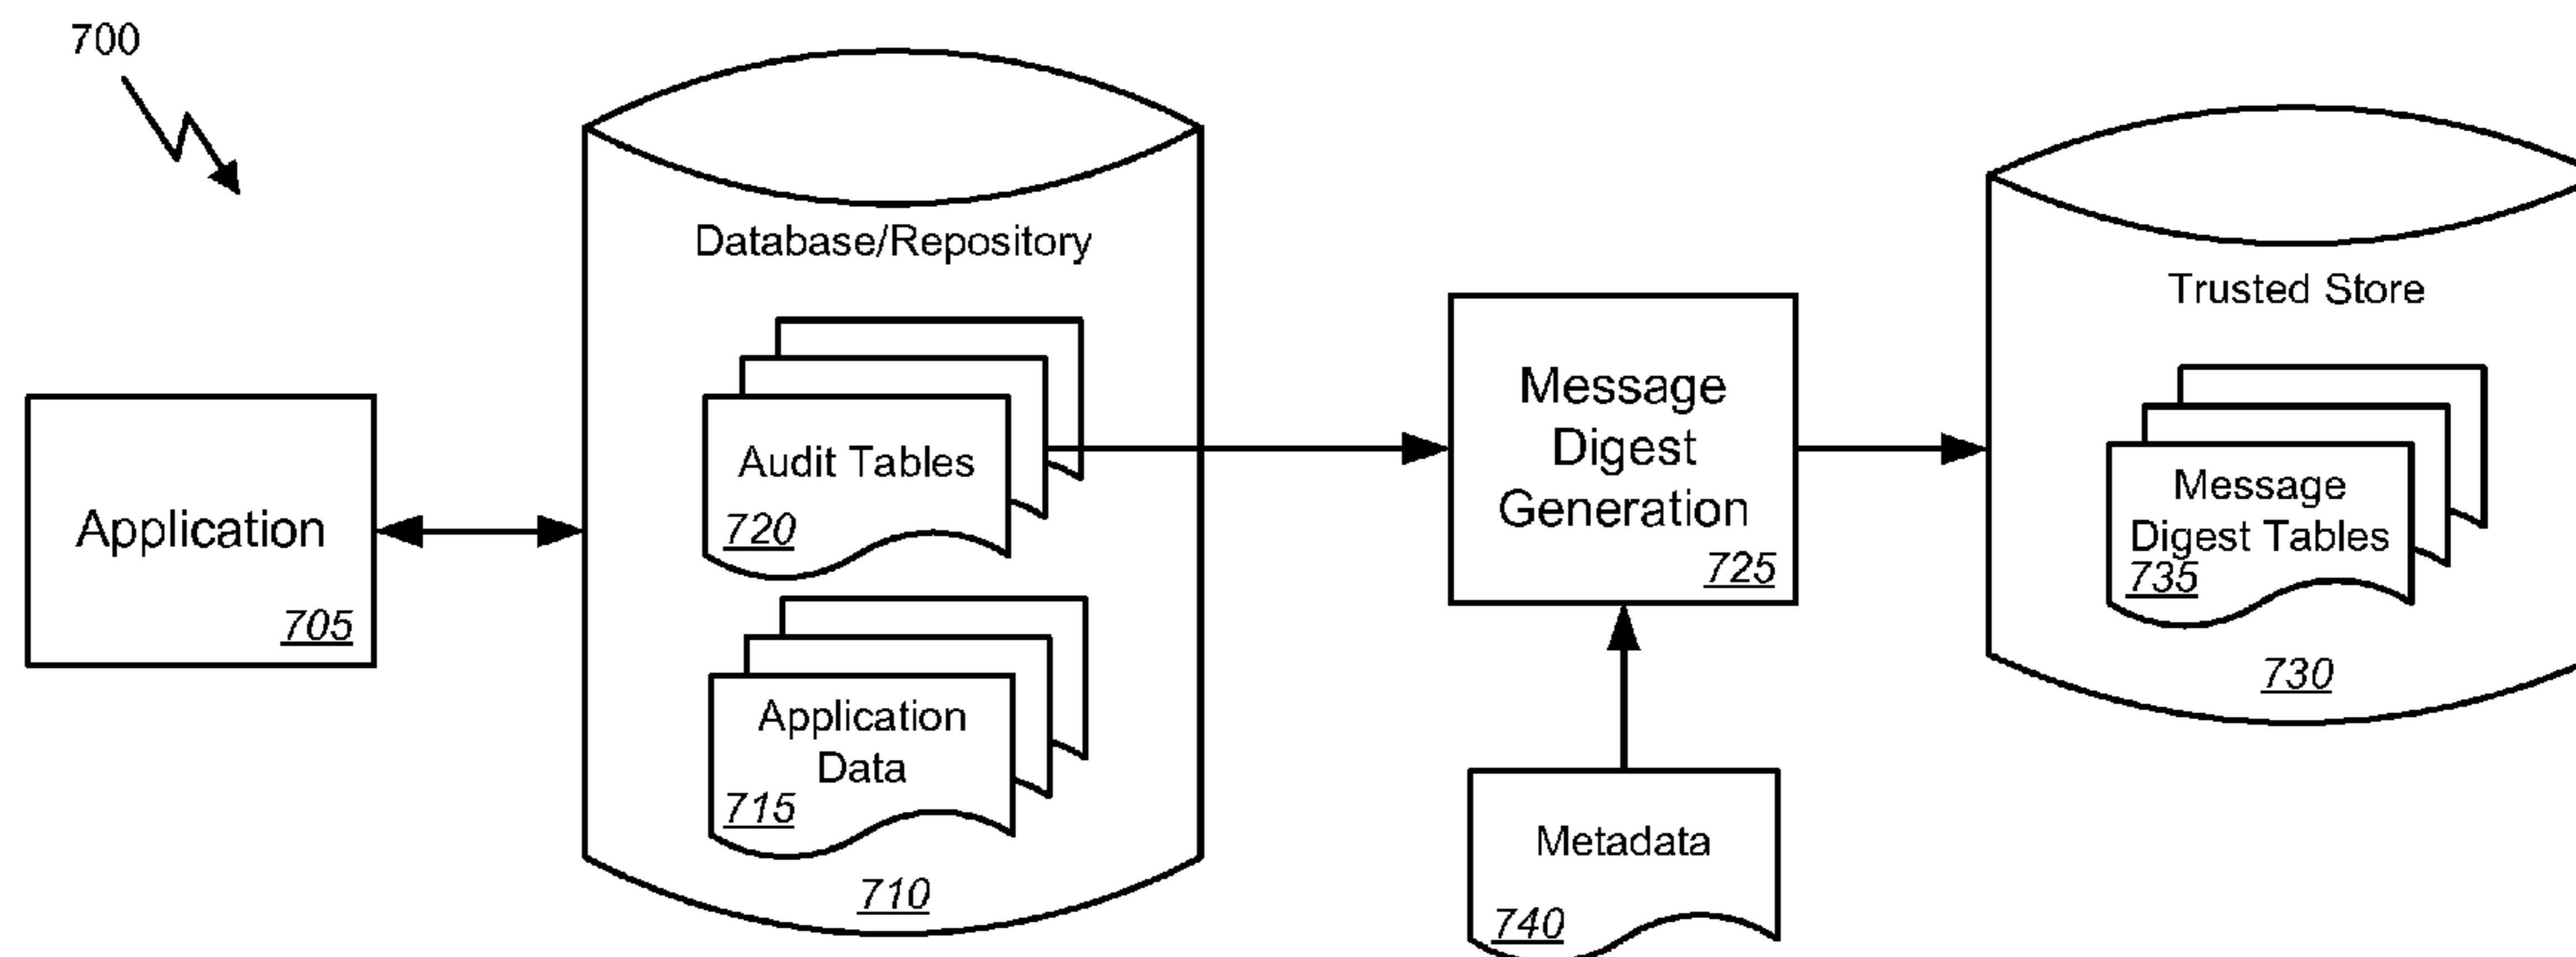 700
Application
705
Database/Repository
Audit Tables
720
Application
Data
715
710
Message
Digest
Generation
725
Metadata
740
Trusted Store
Message
Digest Tables
735
730